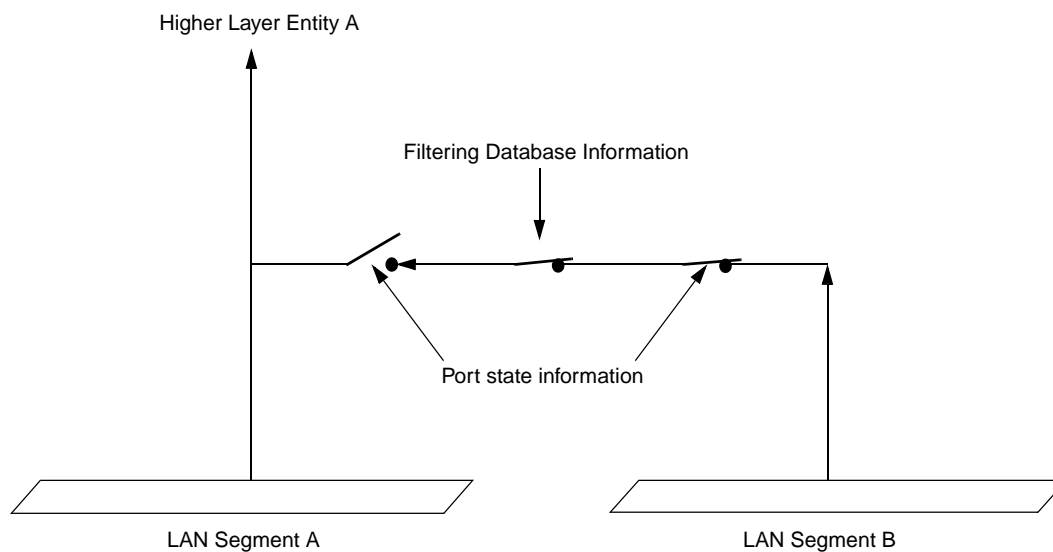 Higher Layer Entity A
Filtering Database Information
Port state information
LAN Segment A
LAN Segment B